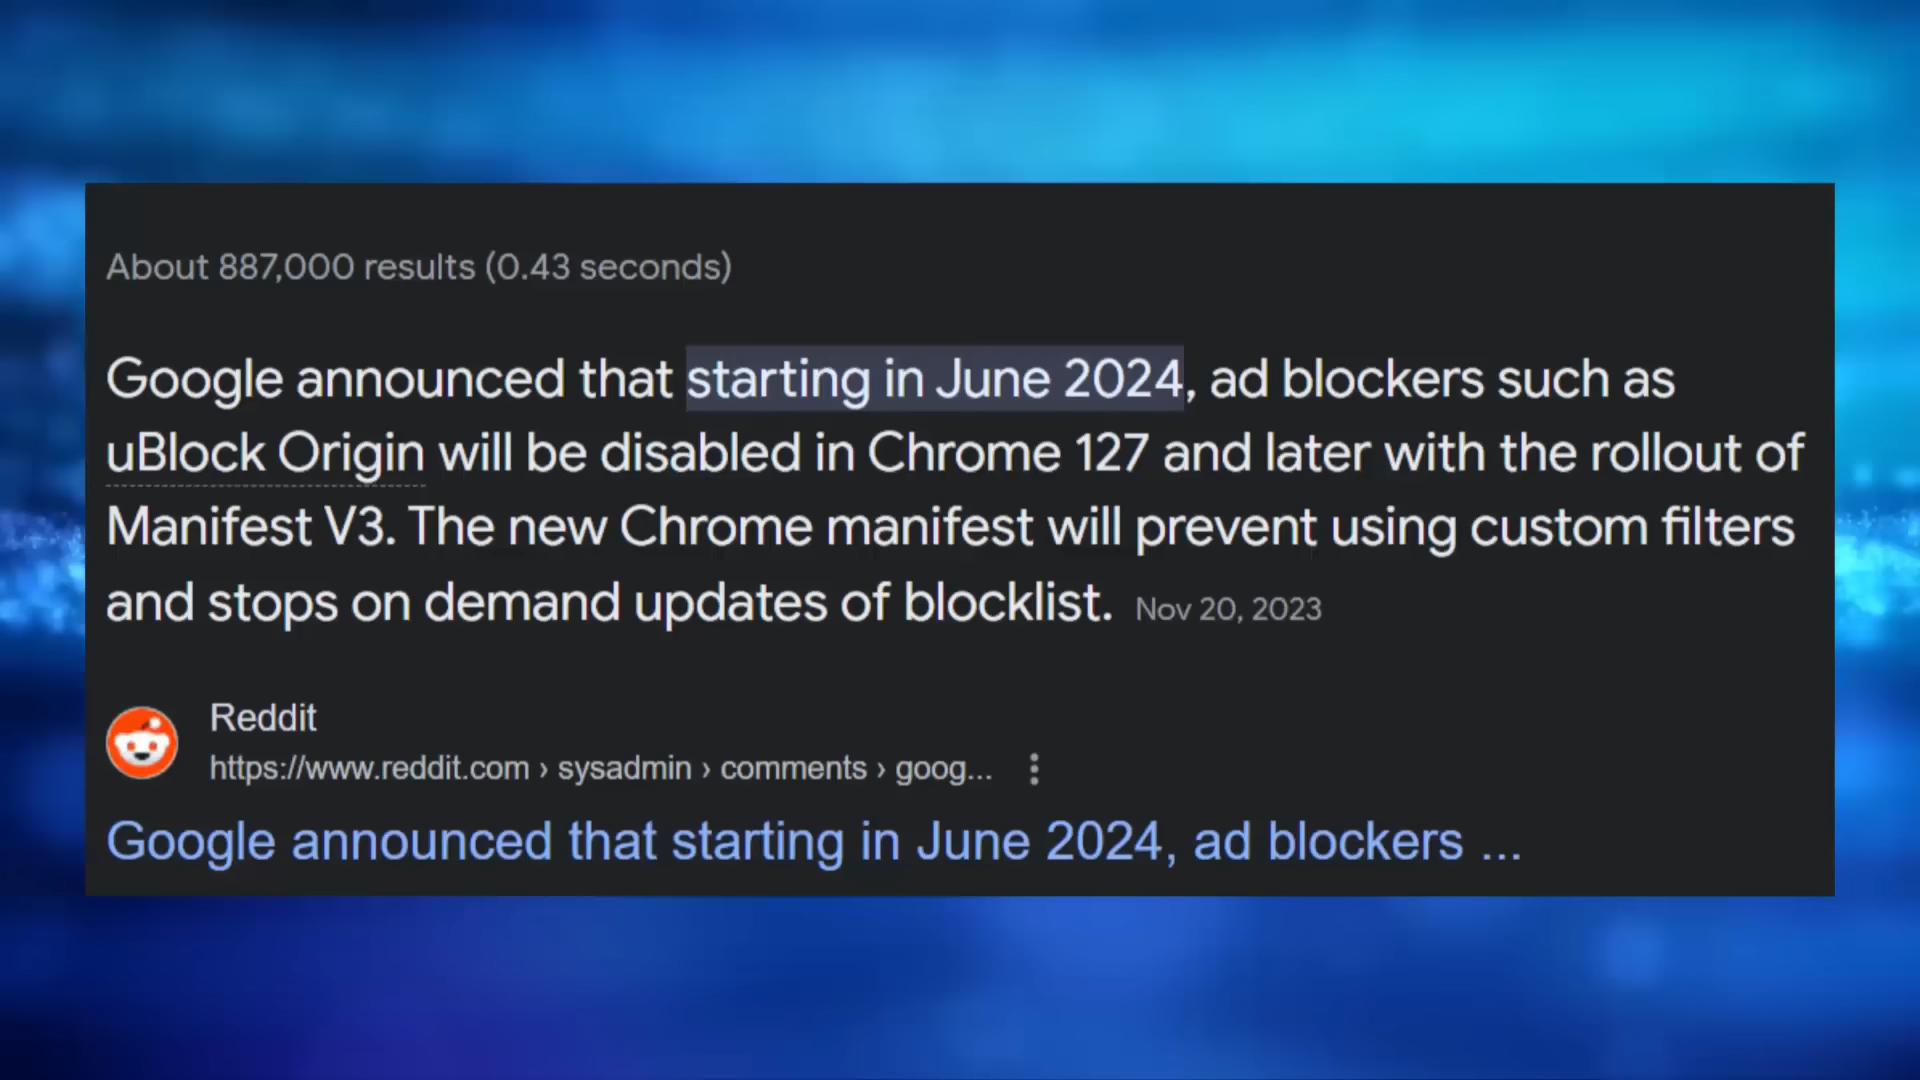 About 887,000 results (0.43 seconds)
Google announced that starting in June 2024, ad blockers such as
uBlock Origin will be disabled in Chrome 127 and later with the rollout of
Manifest V3. The new Chrome manifest will prevent using custom filters
and stops on demand updates of blocklist. Nov 20, 2023
Reddit
https://www.reddit.com › sysadmin › comments › goog...
Google announced that starting in June 2024, ad blockers ...